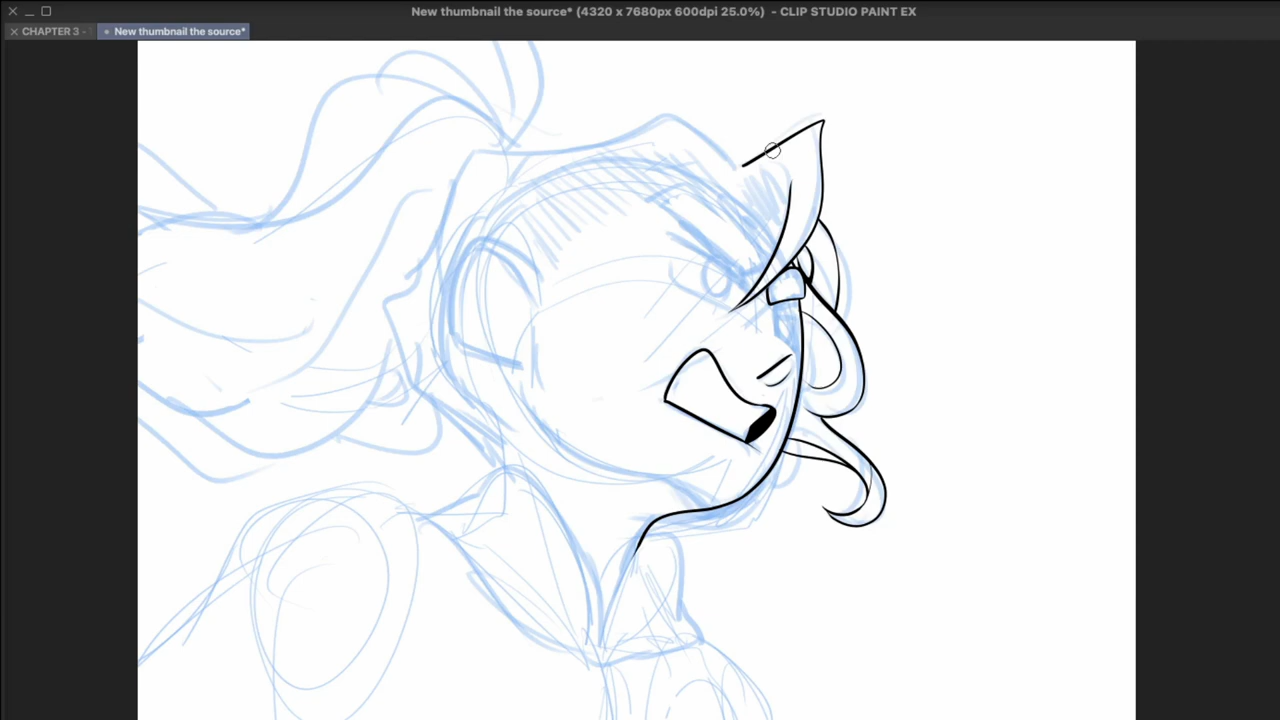 New thumbnail the source* (4320 x 7680px 600dpi 25.0%) - CLIP STUDIO PAINT EX
CHAPTER 3 -
New thumbnail the source*